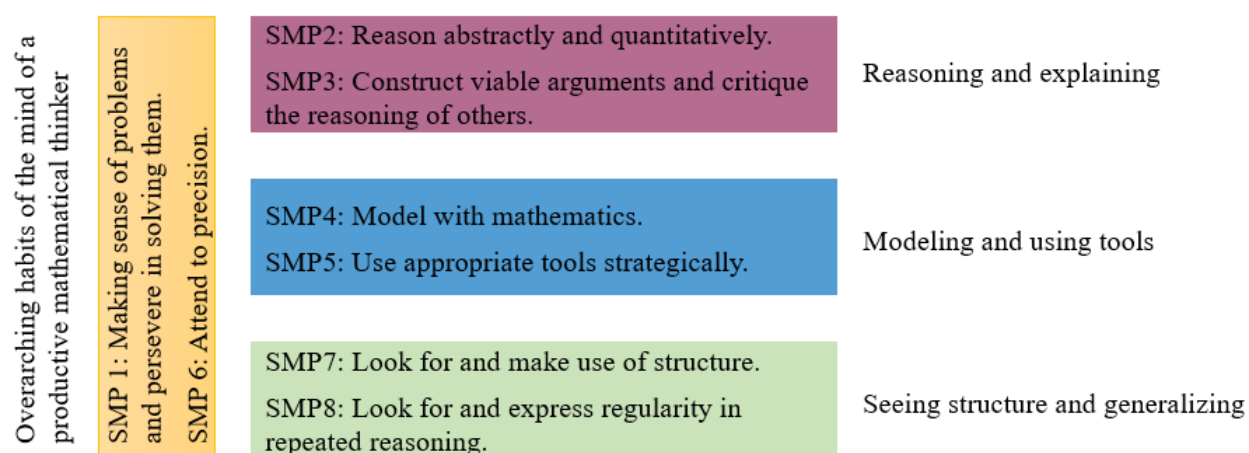 Overarching habits of the mind of a
productive mathematical thinker
SMP 1: Making sense of problems
and persevere in solving them.
SMP 6: Attend to precision.
SMP2: Reason abstractly and quantitatively.
SMP3: Construct viable arguments and critique
the reasoning of others.
Reasoning and explaining
SMP4: Model with mathematics.
SMP5: Use appropriate tools strategically.
Modeling and using tools
SMP7: Look for and make use of structure.
SMP8: Look for and express regularity in
repeated reasoning.
Seeing structure and generalizing